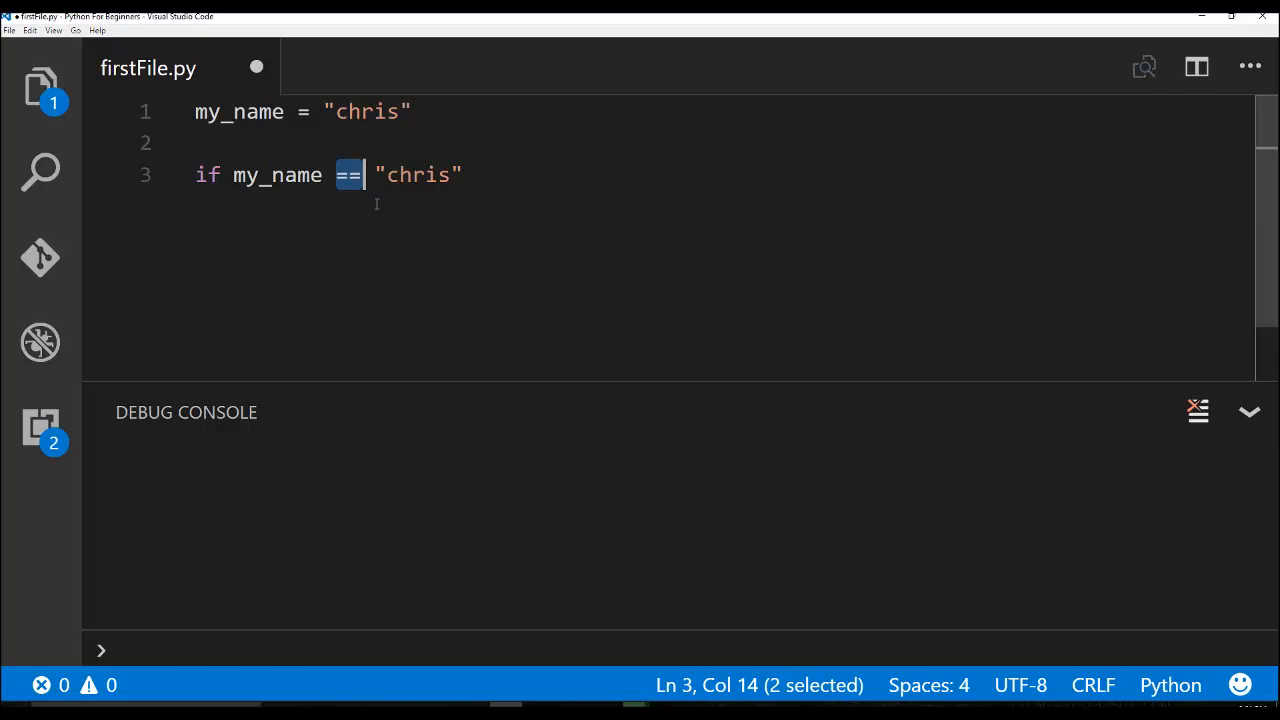 firstFile.py - Python For Beginners - Visual Studio Code
File Edit View Go Help
firstFile.py
1 my_name = "chris"
2
3 if my_name == "chris"
1
2
DEBUG CONSOLE
0 0 Ln 3, Col 14 (2 selected) Spaces: 4 UTF-8 CRLF Python